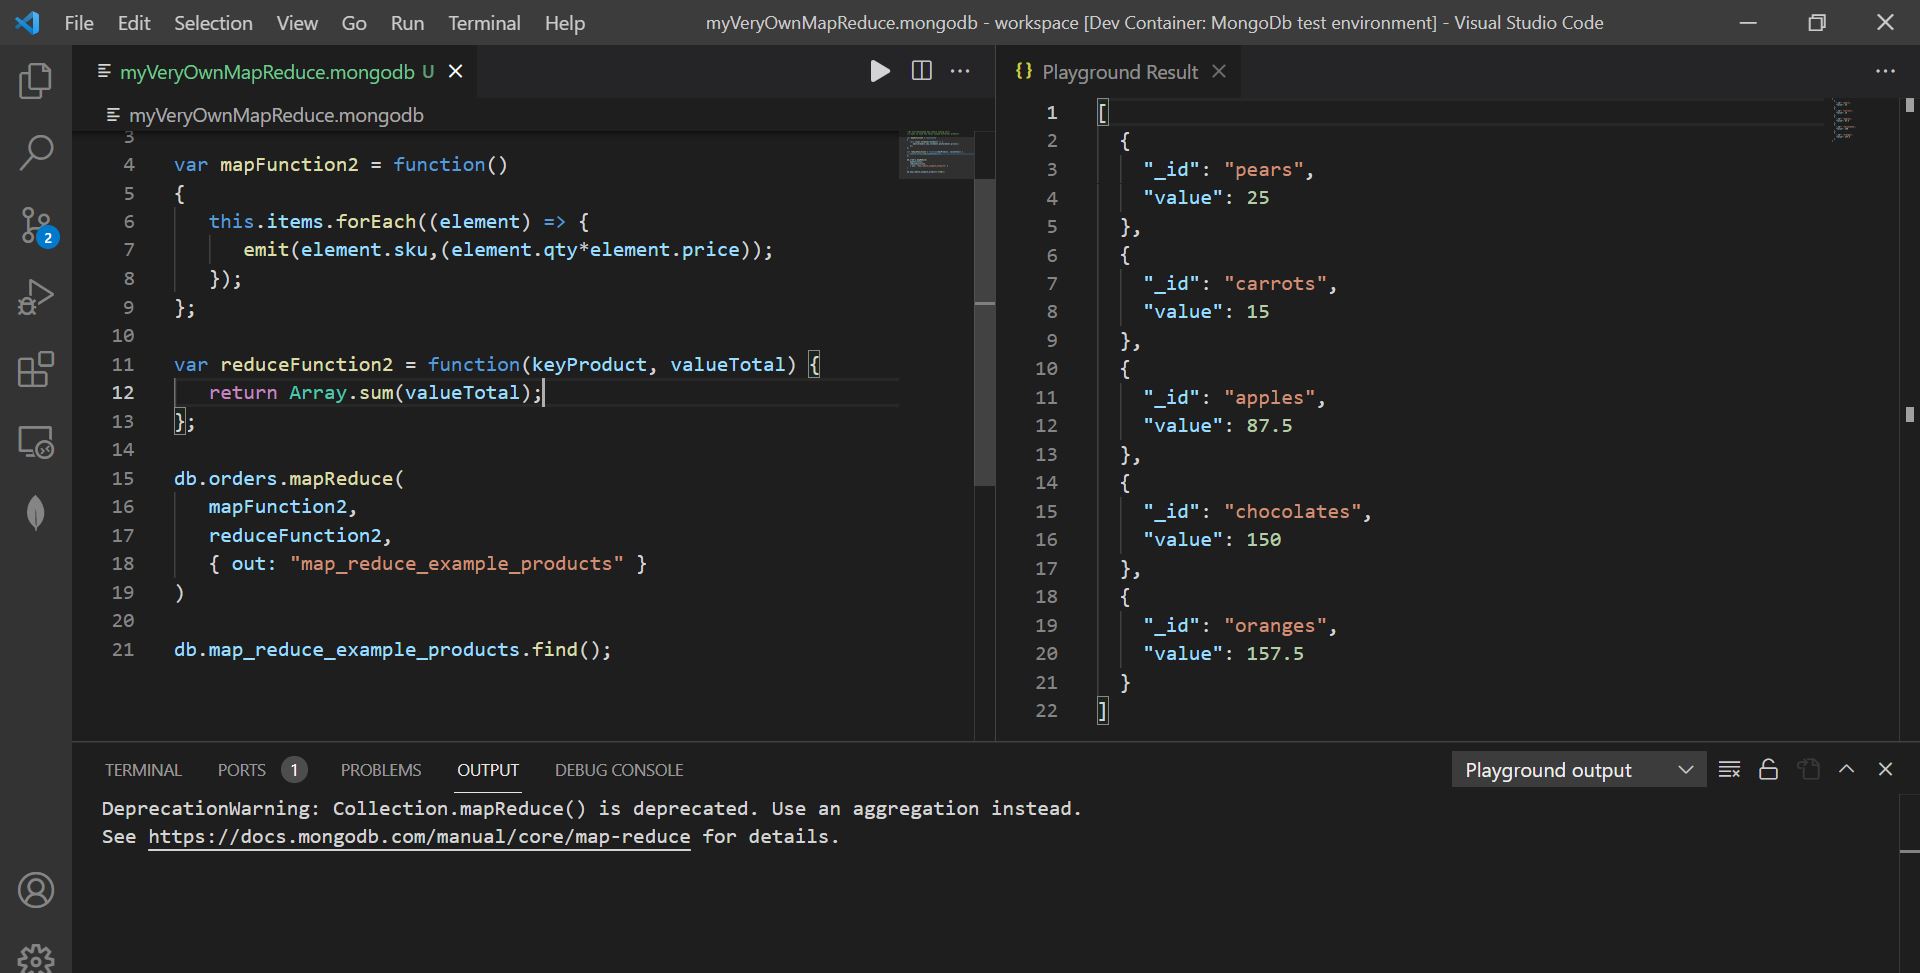 File Edit Selection View Go Run Terminal Help myVeryOwnMapReduce.mongodb - workspace [Dev Container: MongoDb test environment] - Visual Studio Code
myVeryOwnMapReduce.mongodb U
myVeryOwnMapReduce.mongodb
3
4 var mapFunction2 = function()
5 {
6 this.items.forEach((element) => {
7 emit(element.sku,(element.qty*element.price));
8 });
9 };
10
11 var reduceFunction2 = function(keyProduct, valueTotal) {
12 return Array.sum(valueTotal);
13 };
14
15 db.orders.mapReduce(
16 mapFunction2,
17 reduceFunction2,
18 { out: "map_reduce_example_products" }
19 )
20
21 db.map_reduce_example_products.find();
{} Playground Result
1 [
2 {
3 "_id": "pears",
4 "value": 25
5 },
6 {
7 "_id": "carrots",
8 "value": 15
9 },
10 {
11 "_id": "apples",
12 "value": 87.5
13 },
14 {
15 "_id": "chocolates",
16 "value": 150
17 },
18 {
19 "_id": "oranges",
20 "value": 157.5
21 }
22 ]
2
TERMINAL PORTS 1 PROBLEMS OUTPUT DEBUG CONSOLE Playground output
DeprecationWarning: Collection.mapReduce() is deprecated. Use an aggregation instead.
See https://docs.mongodb.com/manual/core/map-reduce for details.